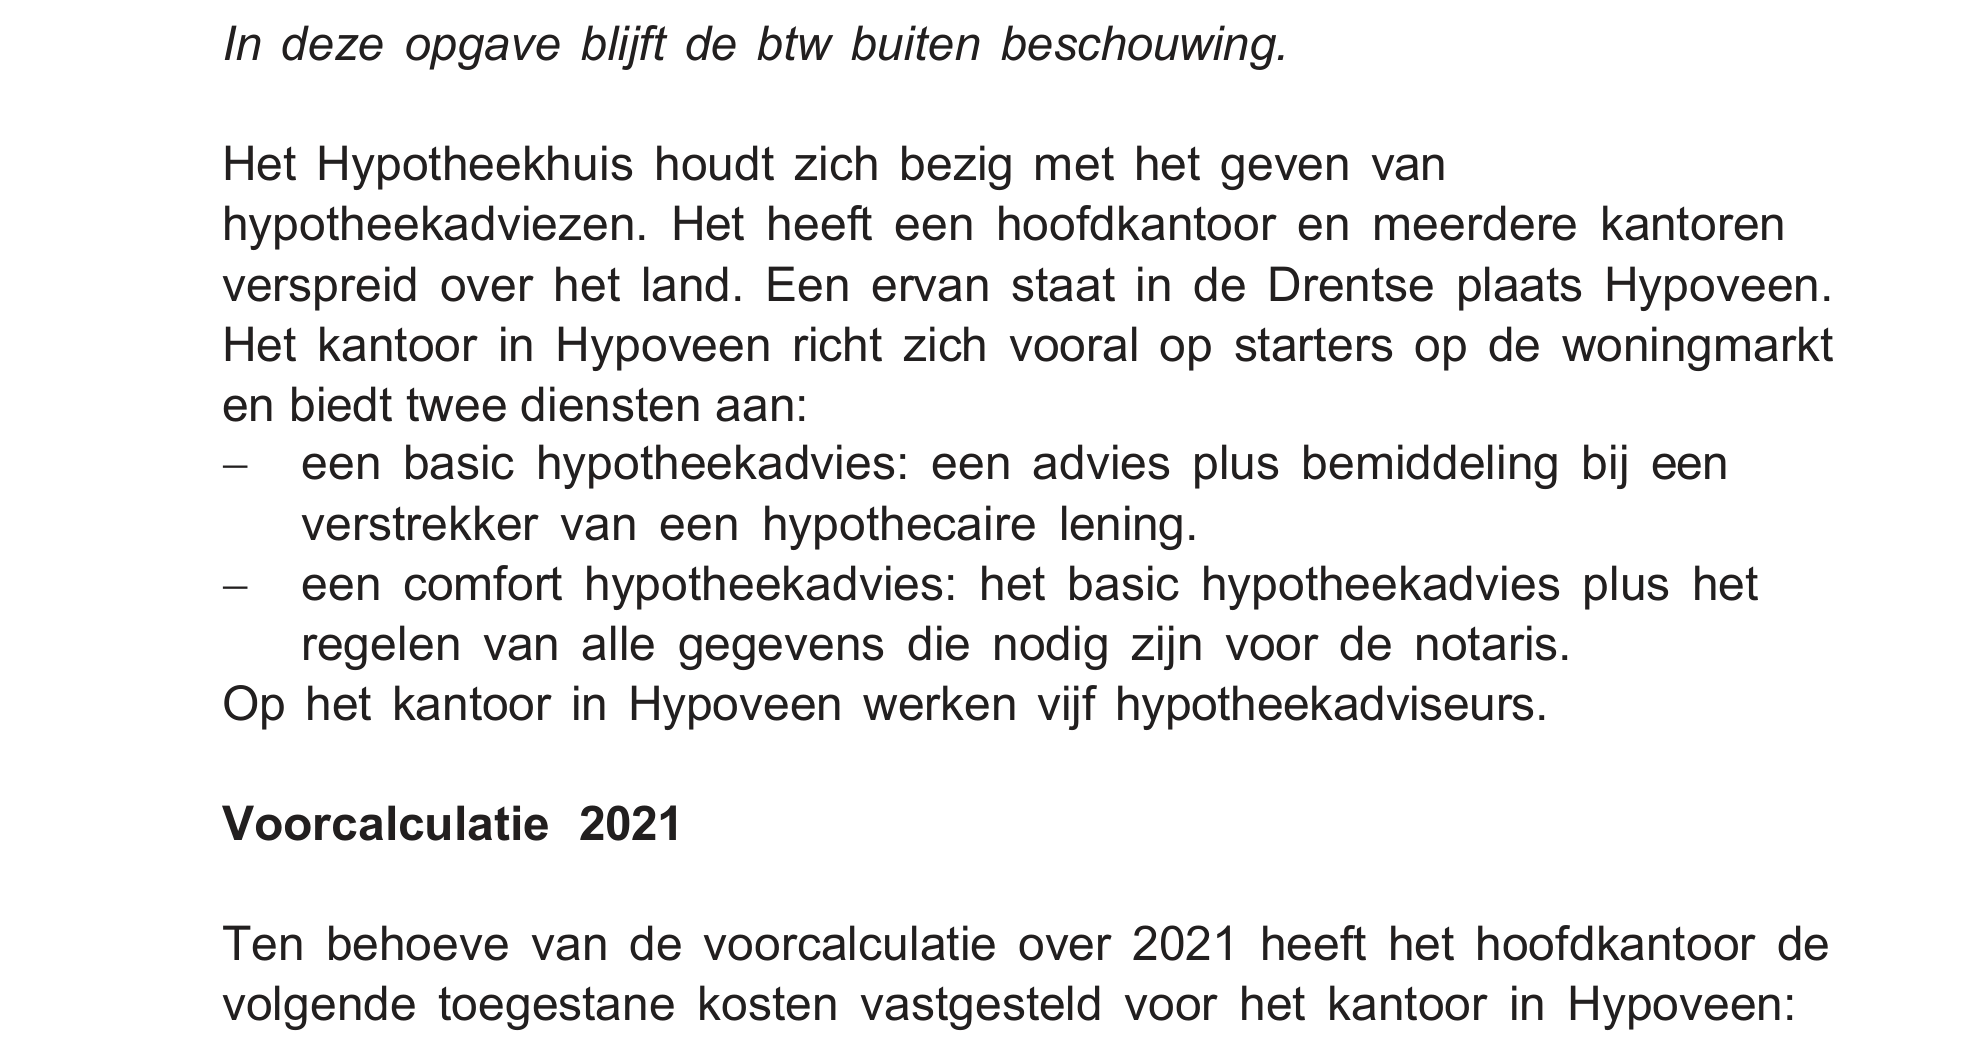 In deze opgave blijft de btw buiten beschouwing.
Het Hypotheekhuis houdt zich bezig met het geven van
hypotheekadviezen. Het heeft een hoofdkantoor en meerdere kantoren
verspreid over het land. Een ervan staat in de Drentse plaats Hypoveen.
Het kantoor in Hypoveen richt zich vooral op starters op de woningmarkt
en biedt twee diensten aan:
– een basic hypotheekadvies: een advies plus bemiddeling bij een
verstrekker van een hypothecaire lening.
– een comfort hypotheekadvies: het basic hypotheekadvies plus het
regelen van alle gegevens die nodig zijn voor de notaris.
Op het kantoor in Hypoveen werken vijf hypotheekadviseurs.
Voorcalculatie 2021
Ten behoeve van de voorcalculatie over 2021 heeft het hoofdkantoor de
volgende toegestane kosten vastgesteld voor het kantoor in Hypoveen: